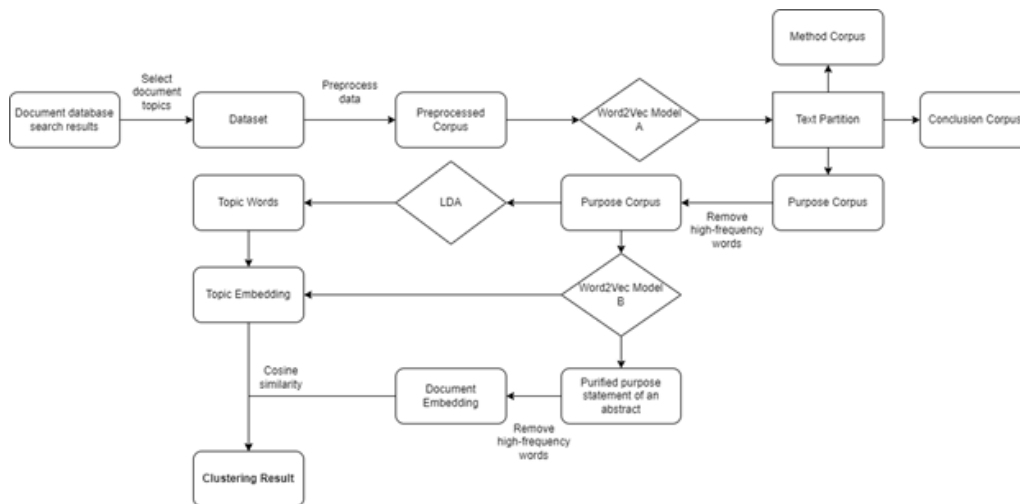 Method Corpus
Select
document
topics
Preprocess
data
Document database
search results
Dataset
Preprocessed
Corpus
Word2Vec Model
A
Text Partition
Conclusion Corpus
Topic Words
LDA
Purpose Corpus
Remove
high-frequency
words
Purpose Corpus
Topic Embedding
Word2Vec Model
B
Cosine
similarity
Document
Embedding
Purified purpose
statement of an
abstract
Remove
high-frequency
words
Clustering Result